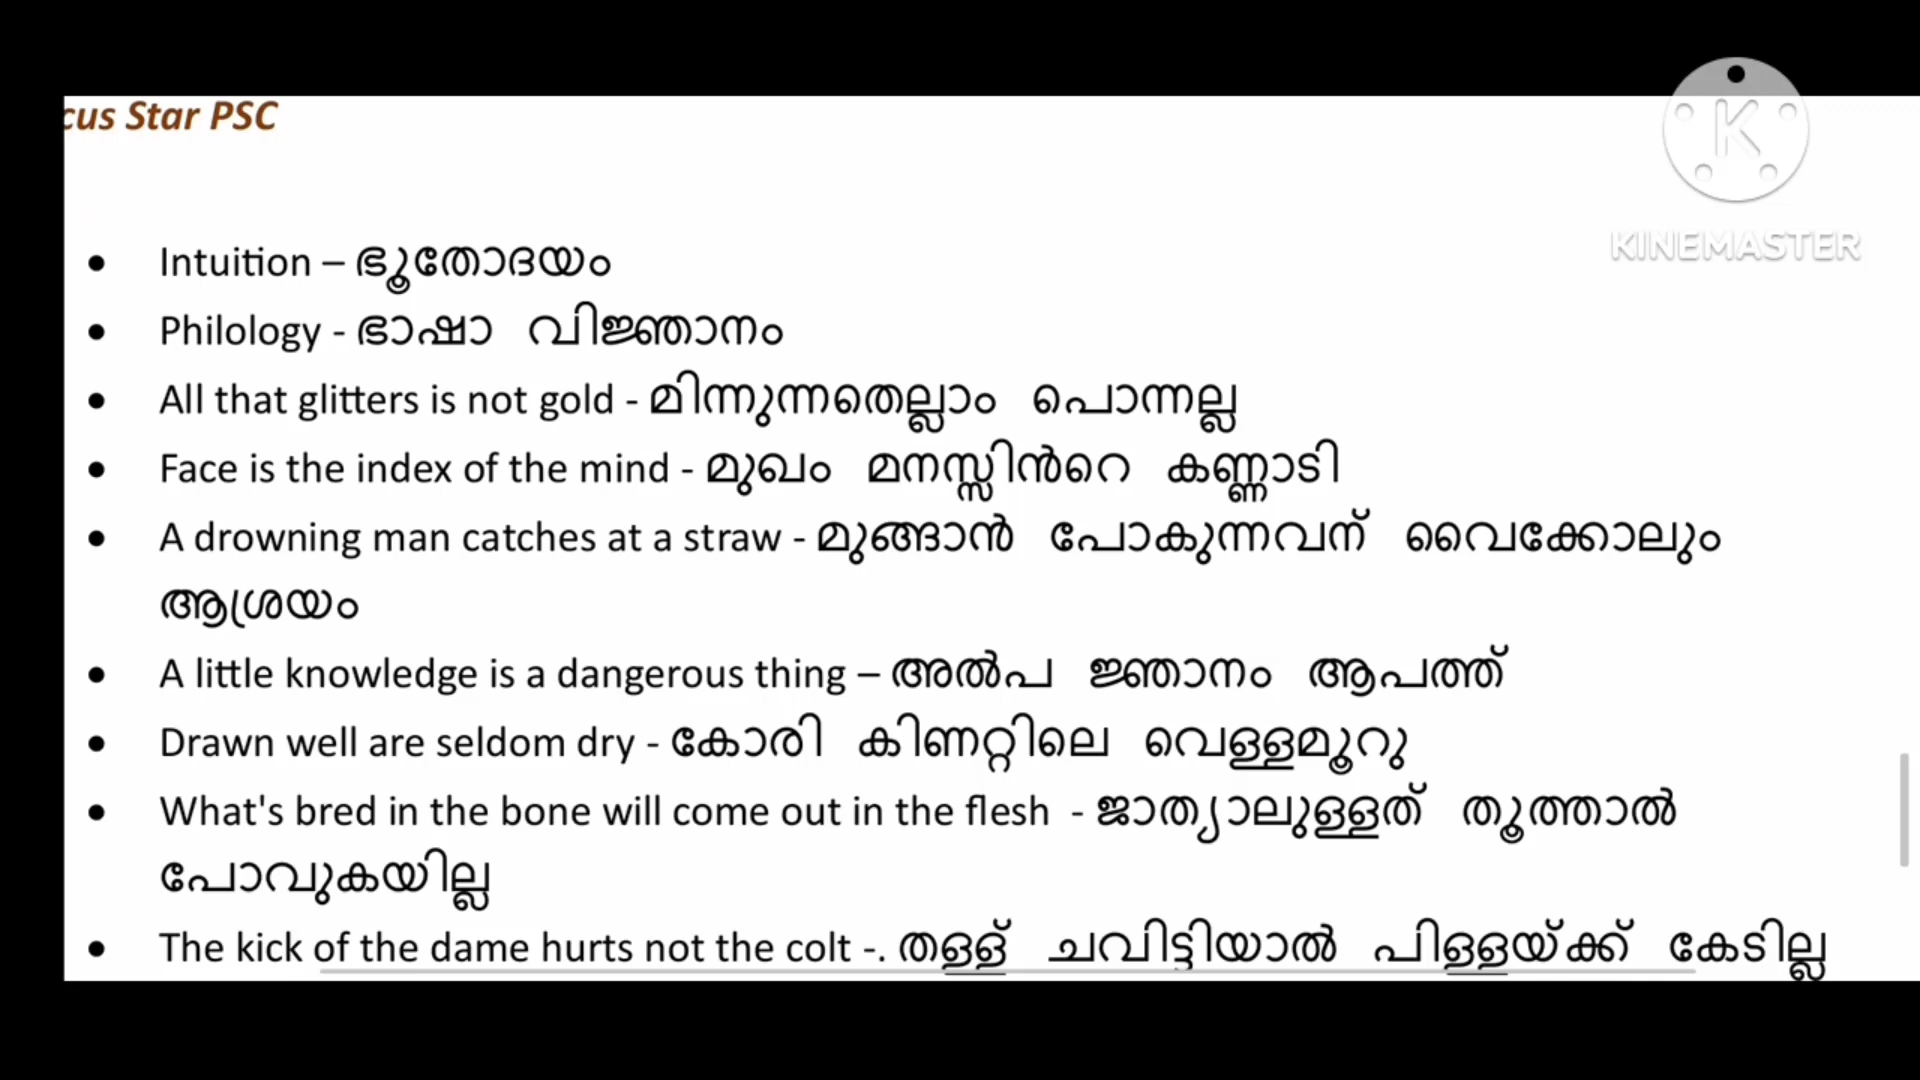 cus Star PSC
KINEMASTER
Intuition – ഭൂതോദയം
Philology - ഭാഷാ വിജ്ഞാനം
All that glitters is not gold - മിന്നുന്നതെല്ലാം പൊന്നല്ല
Face is the index of the mind - മുഖം മനസ്സിൻറെ കണ്ണാടി
A drowning man catches at a straw - മുങ്ങാൻ പോകുന്നവന് വൈക്കോലും
ആശ്രയം
A little knowledge is a dangerous thing – അൽപ ജ്ഞാനം ആപത്ത്
Drawn well are seldom dry - കോരി കിണറ്റിലെ വെള്ളമൂറു
What's bred in the bone will come out in the flesh - ജാത്യാലുള്ളത് തൂത്താൽ
പോവുകയില്ല
The kick of the dame hurts not the colt -. തള്ള് ചവിട്ടിയാൽ പിള്ളയ്ക്ക് കേടില്ല